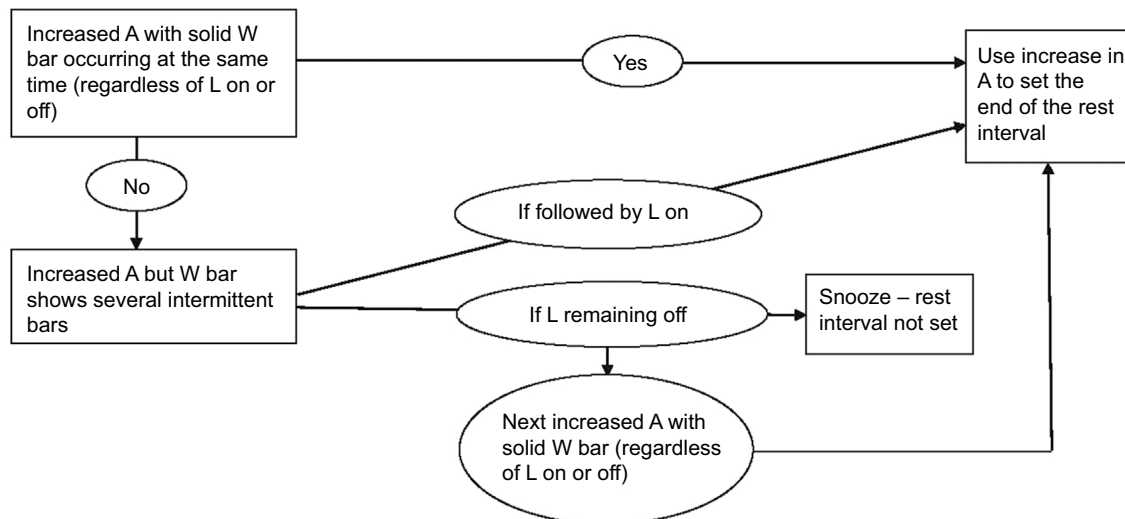 Increased A with solid W
bar occurring at the same
time (regardless of L on or
off)
Yes
Use increase in
A to set the
end of the rest
interval
No
If followed by L on
Increased A but W bar
shows several intermittent
bars
If L remaining off
Snooze – rest
interval not set
Next increased A with
solid W bar (regardless
of L on or off)